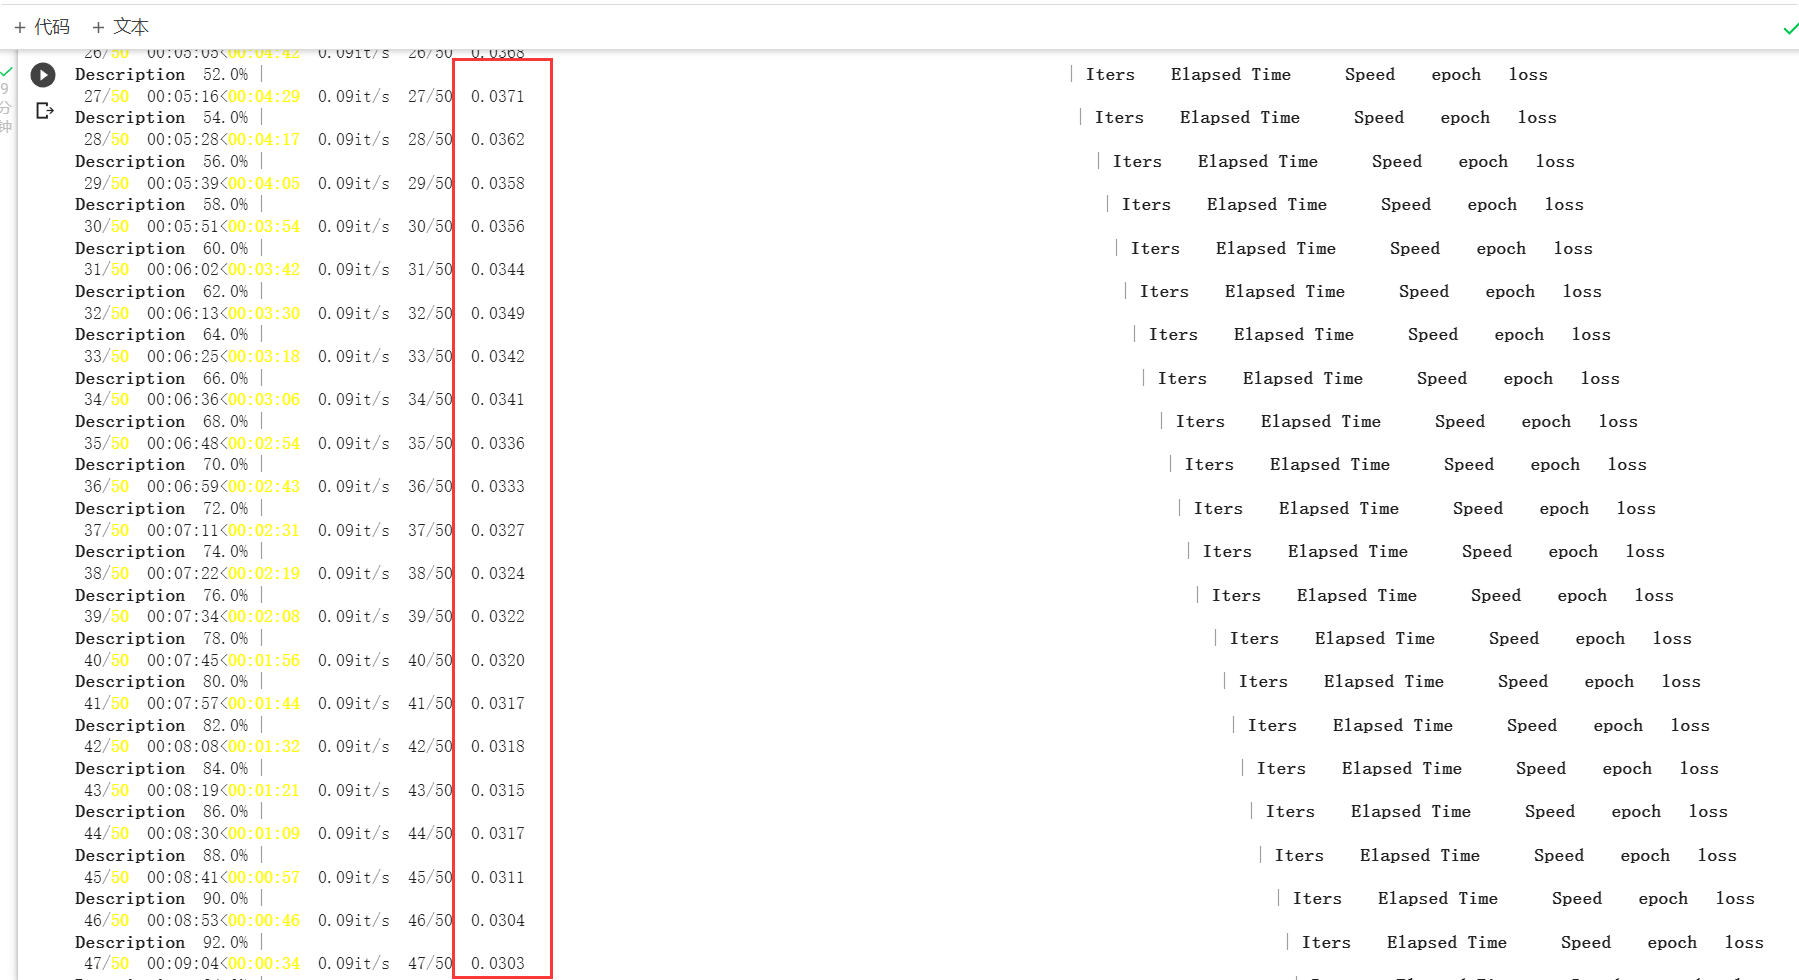 + 代码 + 文本
9
分
钟
26/50 00:05:05<00:04:42 0.09it/s 26/50 0.0368
Description 52.0% | | Iters Elapsed Time Speed epoch loss
27/50 00:05:16<00:04:29 0.09it/s 27/50 0.0371
Description 54.0% | | Iters Elapsed Time Speed epoch loss
28/50 00:05:28<00:04:17 0.09it/s 28/50 0.0362
Description 56.0% | | Iters Elapsed Time Speed epoch loss
29/50 00:05:39<00:04:05 0.09it/s 29/50 0.0358
Description 58.0% | | Iters Elapsed Time Speed epoch loss
30/50 00:05:51<00:03:54 0.09it/s 30/50 0.0356
Description 60.0% | | Iters Elapsed Time Speed epoch loss
31/50 00:06:02<00:03:42 0.09it/s 31/50 0.0344
Description 62.0% | | Iters Elapsed Time Speed epoch loss
32/50 00:06:13<00:03:30 0.09it/s 32/50 0.0349
Description 64.0% | | Iters Elapsed Time Speed epoch loss
33/50 00:06:25<00:03:18 0.09it/s 33/50 0.0342
Description 66.0% | | Iters Elapsed Time Speed epoch loss
34/50 00:06:36<00:03:06 0.09it/s 34/50 0.0341
Description 68.0% | | Iters Elapsed Time Speed epoch loss
35/50 00:06:48<00:02:54 0.09it/s 35/50 0.0336
Description 70.0% | | Iters Elapsed Time Speed epoch loss
36/50 00:06:59<00:02:43 0.09it/s 36/50 0.0333
Description 72.0% | | Iters Elapsed Time Speed epoch loss
37/50 00:07:11<00:02:31 0.09it/s 37/50 0.0327
Description 74.0% | | Iters Elapsed Time Speed epoch loss
38/50 00:07:22<00:02:19 0.09it/s 38/50 0.0324
Description 76.0% | | Iters Elapsed Time Speed epoch loss
39/50 00:07:34<00:02:08 0.09it/s 39/50 0.0322
Description 78.0% | | Iters Elapsed Time Speed epoch loss
40/50 00:07:45<00:01:56 0.09it/s 40/50 0.0320
Description 80.0% | | Iters Elapsed Time Speed epoch loss
41/50 00:07:57<00:01:44 0.09it/s 41/50 0.0317
Description 82.0% | | Iters Elapsed Time Speed epoch loss
42/50 00:08:08<00:01:32 0.09it/s 42/50 0.0318
Description 84.0% | | Iters Elapsed Time Speed epoch loss
43/50 00:08:19<00:01:21 0.09it/s 43/50 0.0315
Description 86.0% | | Iters Elapsed Time Speed epoch loss
44/50 00:08:30<00:01:09 0.09it/s 44/50 0.0317
Description 88.0% | | Iters Elapsed Time Speed epoch loss
45/50 00:08:41<00:00:57 0.09it/s 45/50 0.0311
Description 90.0% | | Iters Elapsed Time Speed epoch loss
46/50 00:08:53<00:00:46 0.09it/s 46/50 0.0304
Description 92.0% | | Iters Elapsed Time Speed epoch loss
47/50 00:09:04<00:00:34 0.09it/s 47/50 0.0303